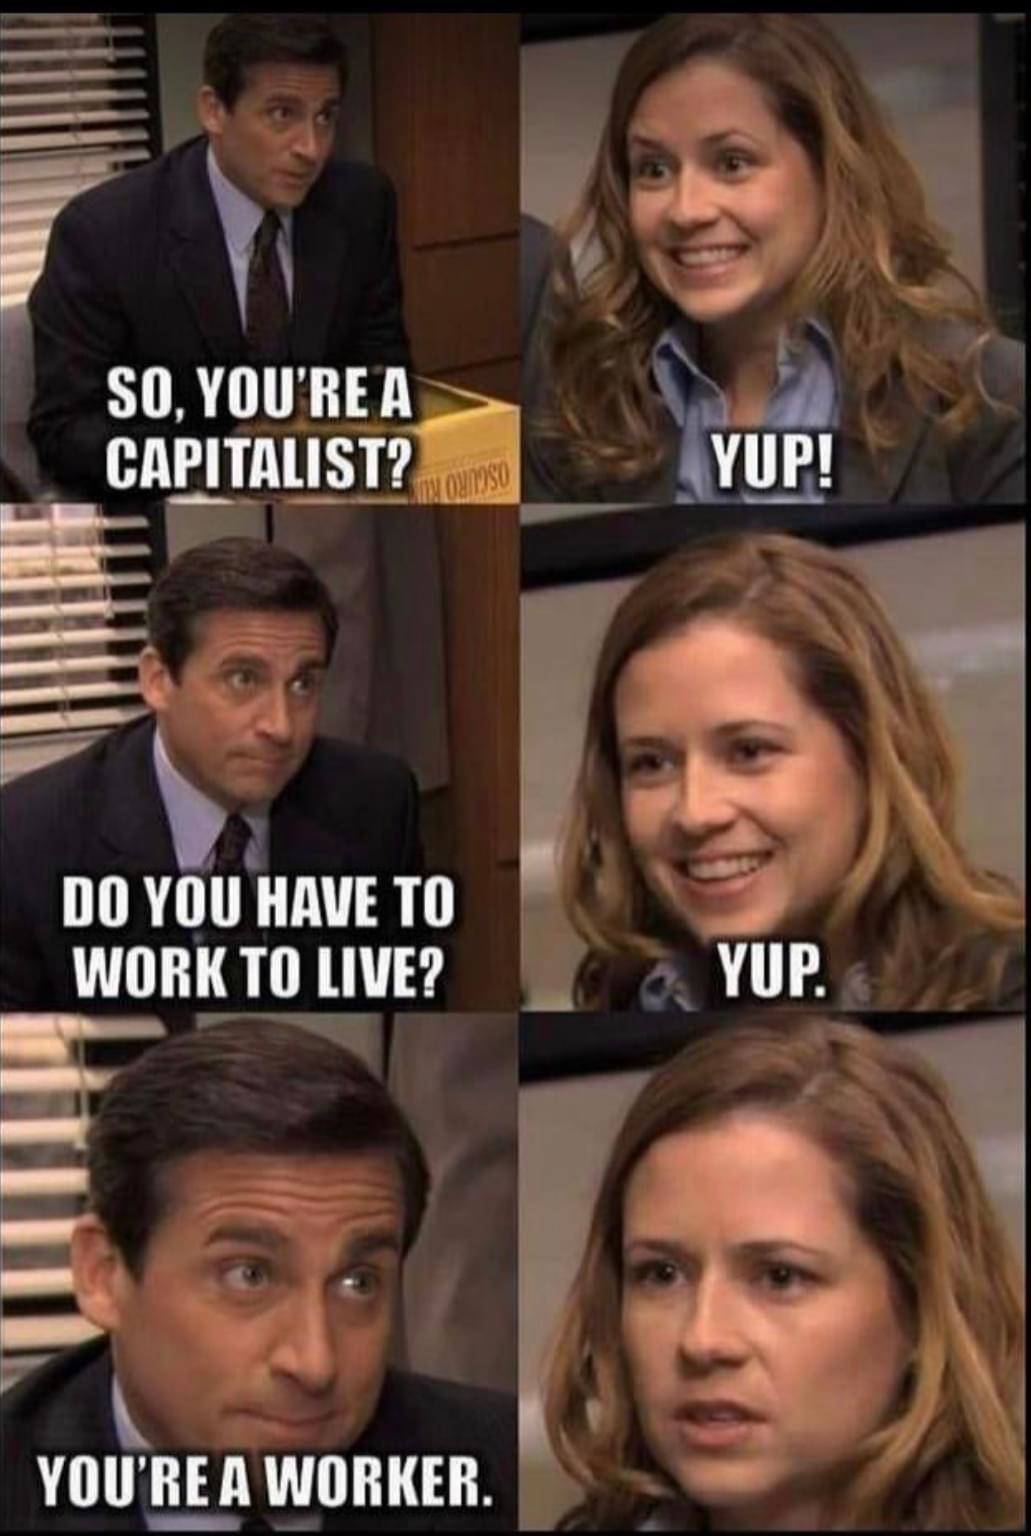 SO, YOU'RE A
CAPITALIST?
YUP!
DO YOU HAVE TO
WORK TO LIVE?
YUP.
YOU'RE A WORKER.